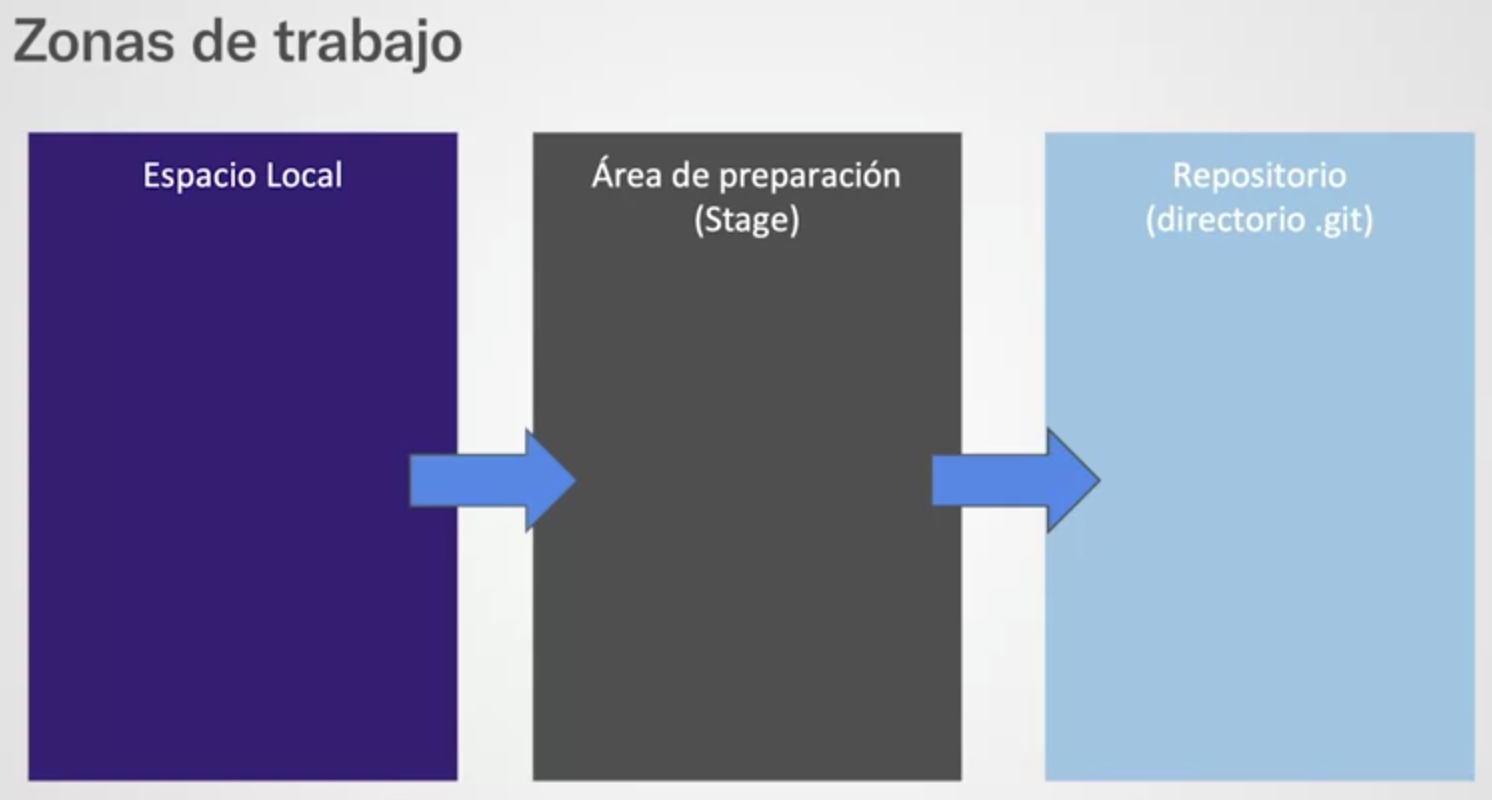 Zonas de trabajo
Espacio Local
Área de preparación
(Stage)
Repositorio
(directorio .git)